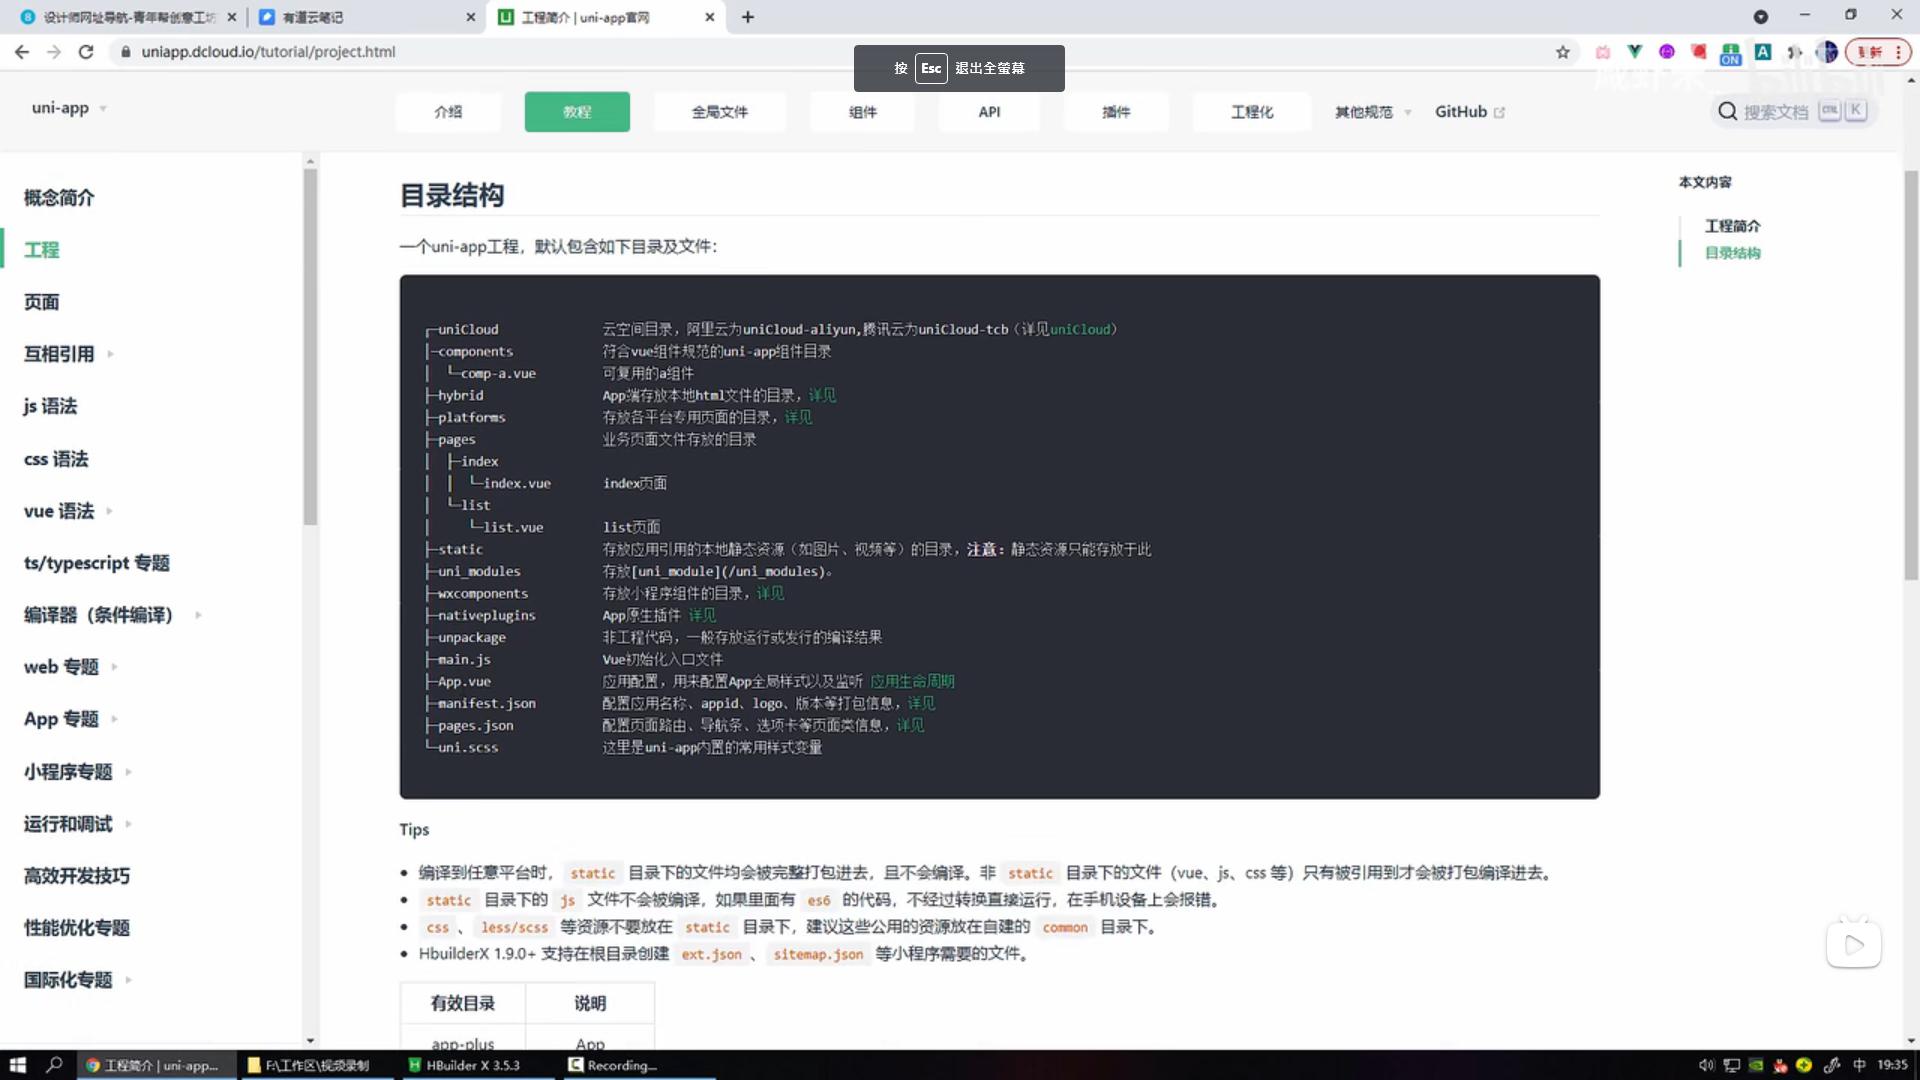 设计师网址导航-青年帮创意工坊
有道云笔记
工程简介 | uni-app官网
uniapp.dcloud.io/tutorial/project.html
更新
ON
按 Esc 退出全萤幕
uni-app
介绍
教程
全局文件
组件
API
插件
工程化
其他规范
GitHub
搜索文档 CTRL K
概念简介
工程
页面
互相引用
js 语法
css 语法
vue 语法
ts/typescript 专题
编译器（条件编译）
web 专题
App 专题
小程序专题
运行和调试
高效开发技巧
性能优化专题
国际化专题
目录结构
一个uni-app工程，默认包含如下目录及文件：
┌─uniCloud 云空间目录，阿里云为uniCloud-aliyun,腾讯云为uniCloud-tcb（详见uniCloud）
│─components 符合vue组件规范的uni-app组件目录
│ └─comp-a.vue 可复用的a组件
├─hybrid App端存放本地html文件的目录，详见
├─platforms 存放各平台专用页面的目录，详见
├─pages 业务页面文件存放的目录
│ ├─index
│ │ └─index.vue index页面
│ └─list
│ └─list.vue list页面
├─static 存放应用引用的本地静态资源（如图片、视频等）的目录，注意：静态资源只能存放于此
├─uni_modules 存放[uni_module](/uni_modules)。
├─wxcomponents 存放小程序组件的目录，详见
├─nativeplugins App原生插件 详见
├─unpackage 非工程代码，一般存放运行或发行的编译结果
├─main.js Vue初始化入口文件
├─App.vue 应用配置，用来配置App全局样式以及监听 应用生命周期
├─manifest.json 配置应用名称、appid、logo、版本等打包信息，详见
├─pages.json 配置页面路由、导航条、选项卡等页面类信息，详见
└─uni.scss 这里是uni-app内置的常用样式变量
Tips
• 编译到任意平台时， static 目录下的文件均会被完整打包进去，且不会编译。非 static 目录下的文件（vue、js、css 等）只有被引用到才会被打包编译进去。
• static 目录下的 js 文件不会被编译，如果里面有 es6 的代码，不经过转换直接运行，在手机设备上会报错。
• css 、 less/scss 等资源不要放在 static 目录下，建议这些公用的资源放在自建的 common 目录下。
• HbuilderX 1.9.0+ 支持在根目录创建 ext.json 、 sitemap.json 等小程序需要的文件。
有效目录 说明
app-plus App
本文内容
工程简介
目录结构
工程简介 | uni-app...
F:\工作区\视频录制
HBuilder X 3.5.3
Recording...
中
19:35